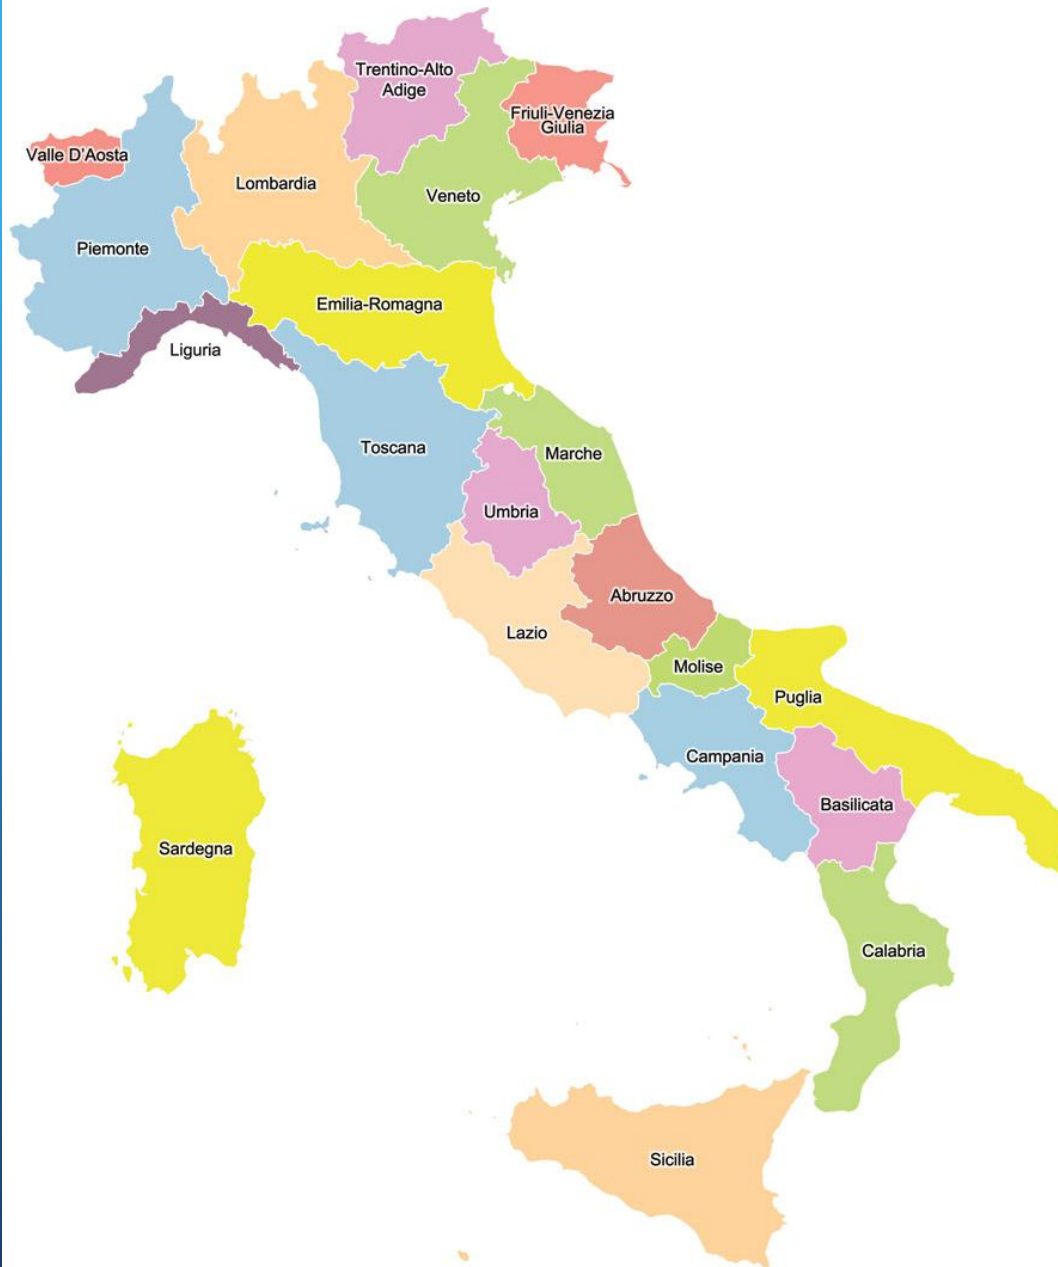 Trentino-Alto
Adige
Friuli-Venezia
Giulia
Valle D'Aosta
Lombardia
Veneto
Piemonte
Emilia-Romagna
Liguria
Toscana
Marche
Umbria
Abruzzo
Lazio
Molise
Puglia
Campania
Basilicata
Sardegna
Calabria
Sicilia